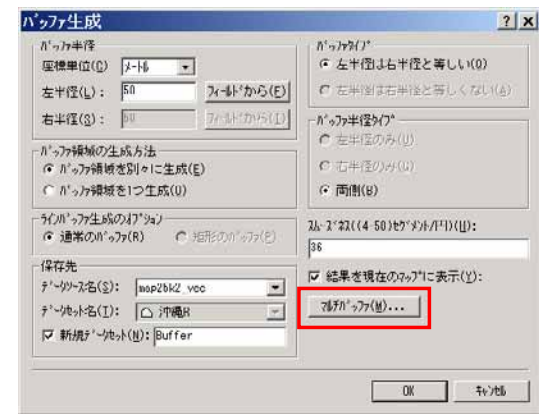 ﾊﾞｯﾌｧ生成
ﾊﾞｯﾌｧ半径
座標単位(C) ﾒｰﾄﾙ
左半径(L): 50 ﾌｨｰﾙﾄﾞから(E)
右半径(S): 50 ﾌｨｰﾙﾄﾞから(I)
ﾊﾞｯﾌｧ領域の生成方法
ﾊﾞｯﾌｧ領域を別々に生成(E)
ﾊﾞｯﾌｧ領域を1つ生成(U)
ﾗｲﾝﾊﾞｯﾌｧ生成のｵﾌﾟｼｮﾝ
通常のﾊﾞｯﾌｧ(R) 矩形のﾊﾞｯﾌｧ(P)
保存先
ﾃﾞｰﾀｿｰｽ名(S): map2bk2_vec
ﾃﾞｰﾀｾｯﾄ名(T): 沖縄R
新規ﾃﾞｰﾀｾｯﾄ(N): Buffer
ﾊﾞｯﾌｧﾀｲﾌﾟ
左半径は右半径と等しい(Q)
左半径は右半径と等しくない(A)
ﾊﾞｯﾌｧ半径ﾀｲﾌﾟ
左半径のみ(U)
右半径のみ(G)
両側(B)
ｽﾑｰｽﾞﾈｽ((4-50)ｾｸﾞﾒﾝﾄ/円弧)(U):
36
結果を現在のﾏｯﾌﾟに表示(Y):
ﾏﾙﾁﾊﾞｯﾌｧ(M)...
OK ｷｬﾝｾﾙ